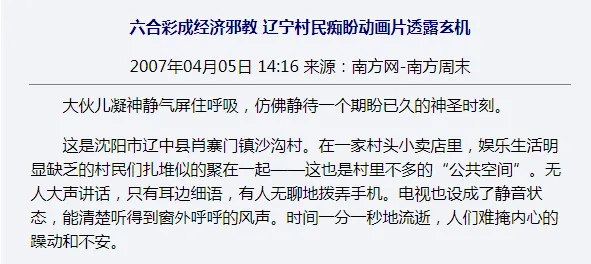 六合彩成经济邪教 辽宁村民痴盼动画片透露玄机
2007年04月05日 14:16 来源：南方网-南方周末
大伙儿凝神静气屏住呼吸，仿佛静待一个期盼已久的神圣时刻。
这是沈阳市辽中县肖寨门镇沙沟村。在一家村头小卖店里，娱乐生活明
显缺乏的村民们扎堆似的聚在一起——这也是村里不多的“公共空间”。无
人大声讲话，只有耳边细语，有人无聊地拨弄手机。电视也设成了静音状
态，能清楚听得到窗外呼呼的风声。时间一分一秒地流逝，人们难掩内心的
躁动和不安。